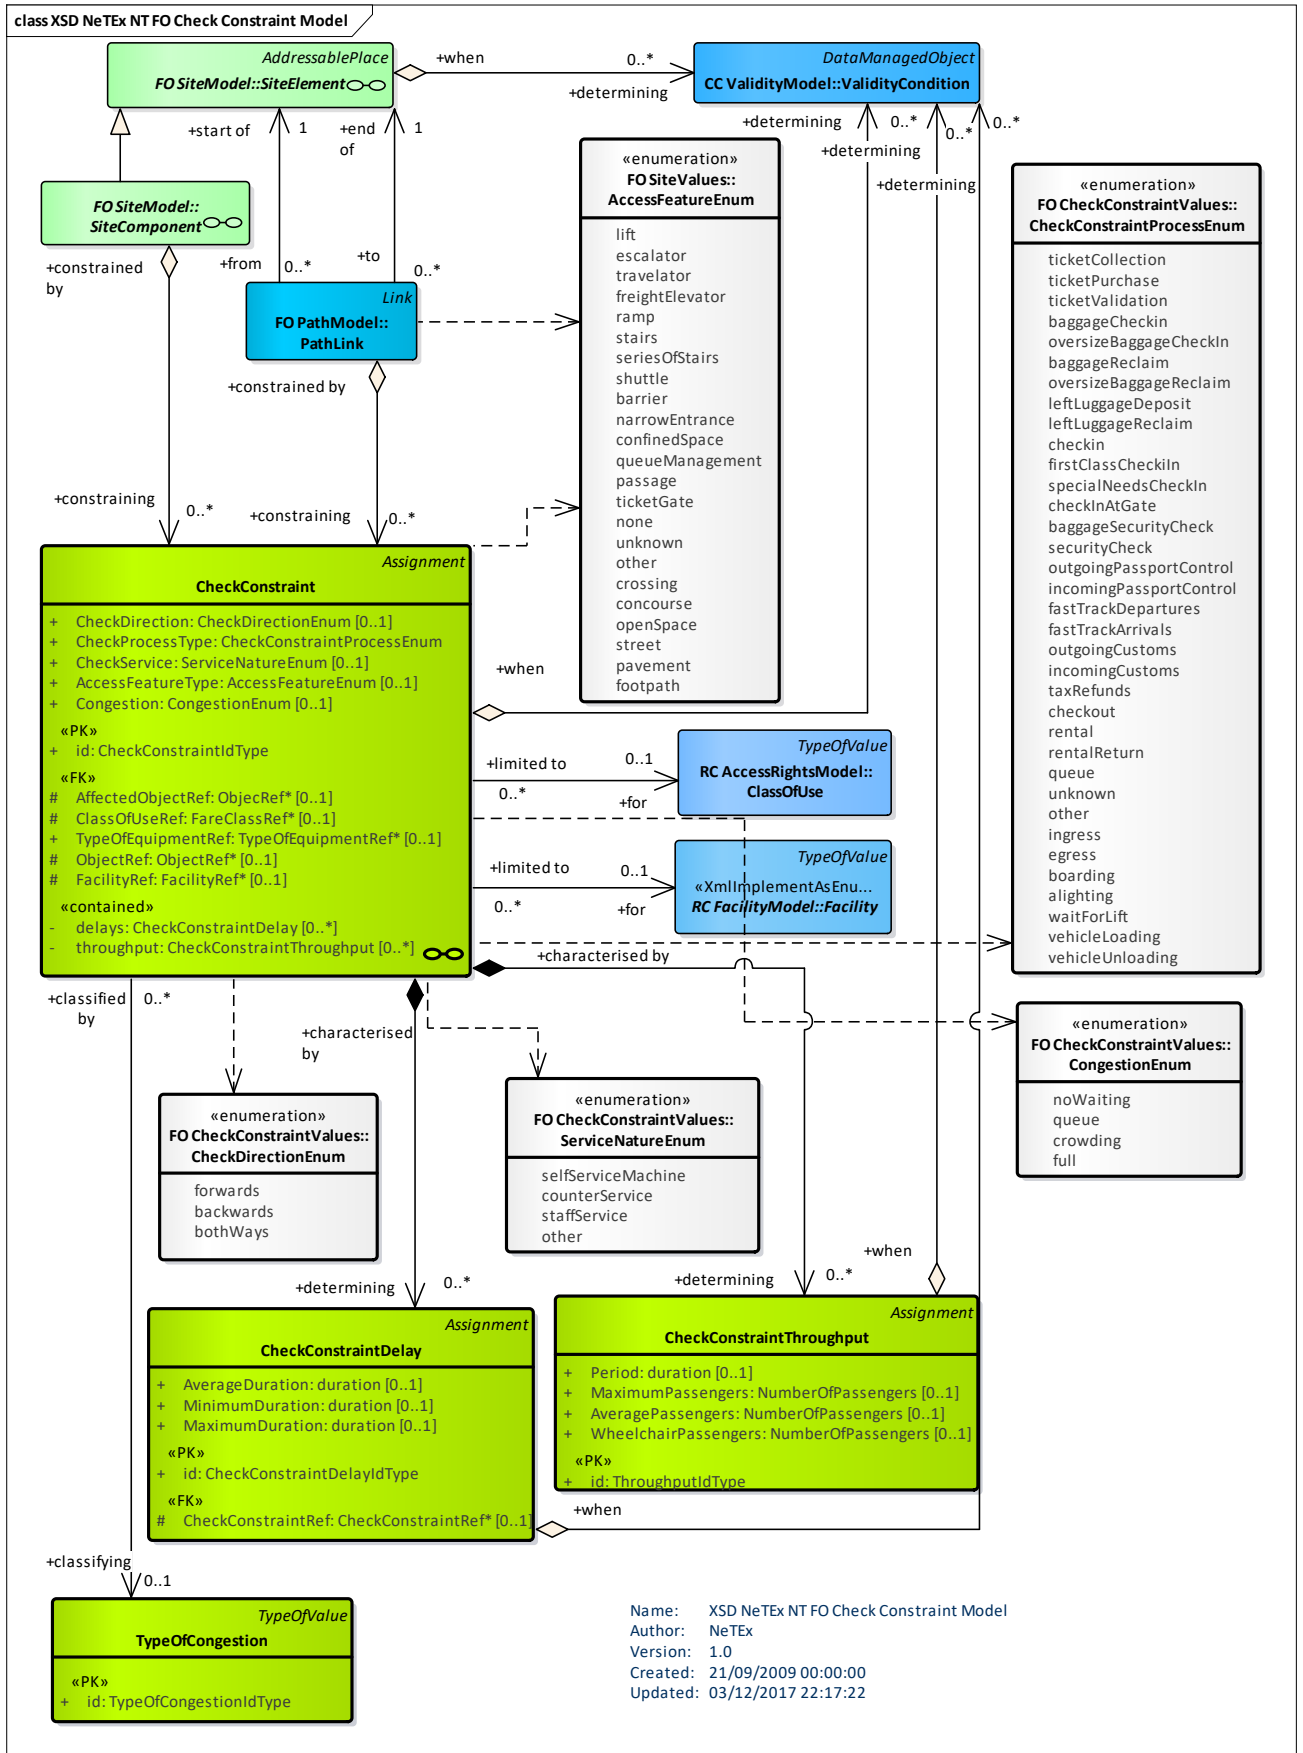 class XSD NeTEx NT FO Check Constraint Model
AddressablePlace
FO SiteModel::SiteElement
+when
0..*
+determining
DataManagedObject
CC ValidityModel::ValidityCondition
+start of
1
+end
of
1
+determining
0..*
0..*
+determining
+determining
FO SiteModel::
SiteComponent
+constrained
by
+from
0..*
+to
0..*
Link
FO PathModel::
PathLink
+constrained by
+constraining
0..*
+constraining
0..*
«enumeration»
FO SiteValues::
AccessFeatureEnum
lift
escalator
travelator
freightElevator
ramp
stairs
seriesOfStairs
shuttle
barrier
narrowEntrance
confinedSpace
queueManagement
passage
ticketGate
none
unknown
other
crossing
concourse
openSpace
street
pavement
footpath
«enumeration»
FO CheckConstraintValues::
CheckConstraintProcessEnum
ticketCollection
ticketPurchase
ticketValidation
baggageCheckin
oversizeBaggageCheckIn
baggageReclaim
oversizeBaggageReclaim
leftLuggageDeposit
leftLuggageReclaim
checkin
firstClassCheckiIn
specialNeedsCheckIn
checkInAtGate
baggageSecurityCheck
securityCheck
outgoingPassportControl
incomingPassportControl
fastTrackDepartures
fastTrackArrivals
outgoingCustoms
incomingCustoms
taxRefunds
checkout
rental
rentalReturn
queue
unknown
other
ingress
egress
boarding
alighting
waitForLift
vehicleLoading
vehicleUnloading
Assignment
CheckConstraint
+ CheckDirection: CheckDirectionEnum [0..1]
+ CheckProcessType: CheckConstraintProcessEnum
+ CheckService: ServiceNatureEnum [0..1]
+ AccessFeatureType: AccessFeatureEnum [0..1]
+ Congestion: CongestionEnum [0..1]
«PK»
+ id: CheckConstraintIdType
«FK»
# AffectedObjectRef: ObjecRef* [0..1]
# ClassOfUseRef: FareClassRef* [0..1]
+ TypeOfEquipmentRef: TypeOfEquipmentRef* [0..1]
# ObjectRef: ObjectRef* [0..1]
# FacilityRef: FacilityRef* [0..1]
«contained»
- delays: CheckConstraintDelay [0..*]
- throughput: CheckConstraintThroughput [0..*]
+when
+limited to
0..*
0..1
+for
TypeOfValue
RC AccessRightsModel::
ClassOfUse
+limited to
0..*
0..1
+for
TypeOfValue
«XmlImplementAsEnu...
RC FacilityModel::Facility
+characterised by
+classified
by
0..*
+characterised
by
«enumeration»
FO CheckConstraintValues::
CongestionEnum
noWaiting
queue
crowding
full
«enumeration»
FO CheckConstraintValues::
CheckDirectionEnum
forwards
backwards
bothWays
«enumeration»
FO CheckConstraintValues::
ServiceNatureEnum
selfServiceMachine
counterService
staffService
other
+when
+determining
0..*
+determining
0..*
Assignment
CheckConstraintDelay
+ AverageDuration: duration [0..1]
+ MinimumDuration: duration [0..1]
+ MaximumDuration: duration [0..1]
«PK»
+ id: CheckConstraintDelayIdType
«FK»
# CheckConstraintRef: CheckConstraintRef* [0..1]
Assignment
CheckConstraintThroughput
+ Period: duration [0..1]
+ MaximumPassengers: NumberOfPassengers [0..1]
+ AveragePassengers: NumberOfPassengers [0..1]
+ WheelchairPassengers: NumberOfPassengers [0..1]
«PK»
+ id: ThroughputIdType
+when
+classifying
0..1
TypeOfValue
TypeOfCongestion
«PK»
+ id: TypeOfCongestionIdType
Name: XSD NeTEx NT FO Check Constraint Model
Author: NeTEx
Version: 1.0
Created: 21/09/2009 00:00:00
Updated: 03/12/2017 22:17:22